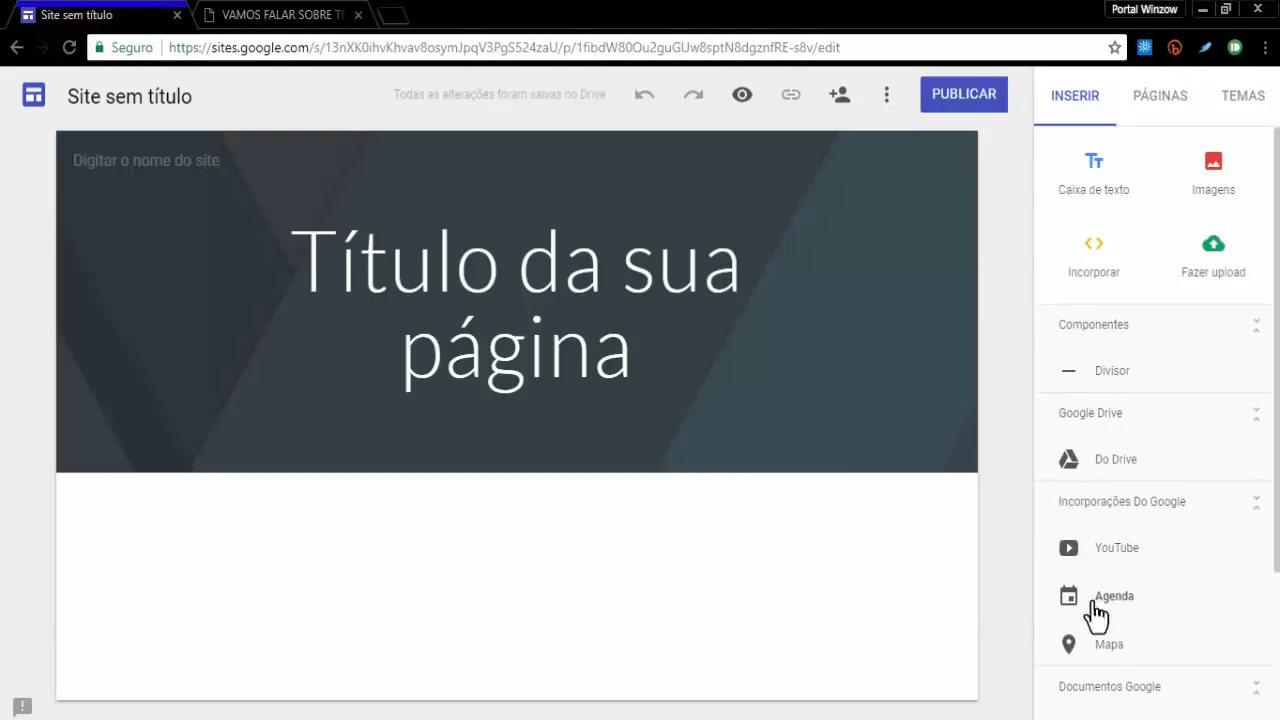 Site sem título
VAMOS FALAR SOBRE T
Portal Winzow
Seguro
https://sites.google.com/s/13nXK0ihvKhvav8osymJpqV3PgS524zaU/p/1fibdW80Ou2guGUw8sptN8dgznfRE-s8v/edit
Site sem título
Todas as alterações foram salvas no Drive
PUBLICAR
INSERIR
PÁGINAS
TEMAS
Digitar o nome do site
Título da sua
página
Caixa de texto
Imagens
Incorporar
Fazer upload
Componentes
Divisor
Google Drive
Do Drive
Incorporações Do Google
YouTube
Agenda
Mapa
Documentos Google